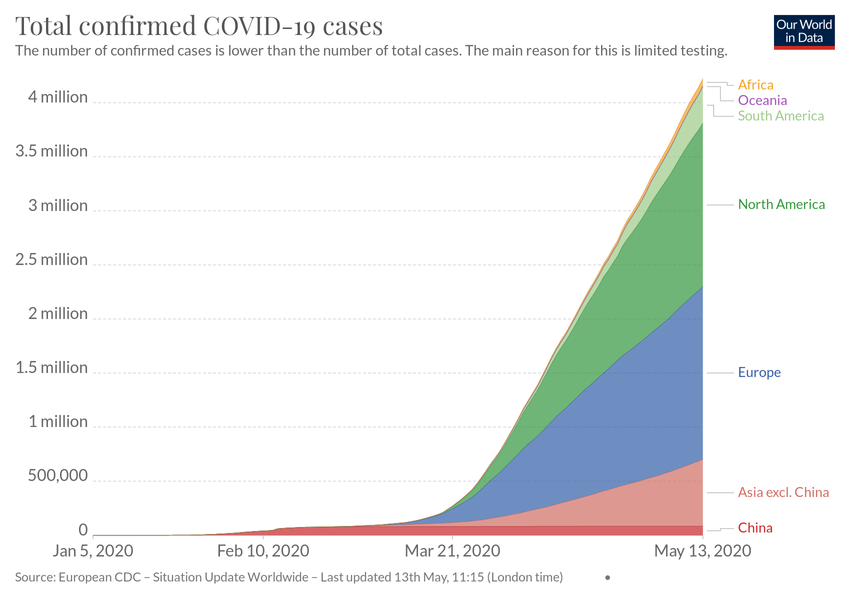 Total confirmed COVID-19 cases
Our World
in Data
The number of confirmed cases is lower than the number of total cases. The main reason for this is limited testing.
4 million
3.5 million
3 million
2.5 million
2 million
1.5 million
1 million
500,000
0
Africa
Oceania
South America
North America
Europe
Asia excl. China
China
Jan 5, 2020
Feb 10, 2020
Mar 21, 2020
May 13, 2020
Source: European CDC – Situation Update Worldwide – Last updated 13th May, 11:15 (London time)